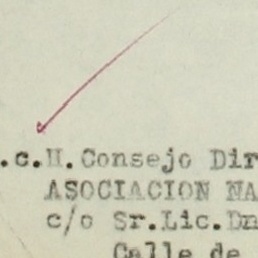 .c.H.Consejo Dir
ASOCIACION NA
c/o Sr.Lic.Dn
Calle de